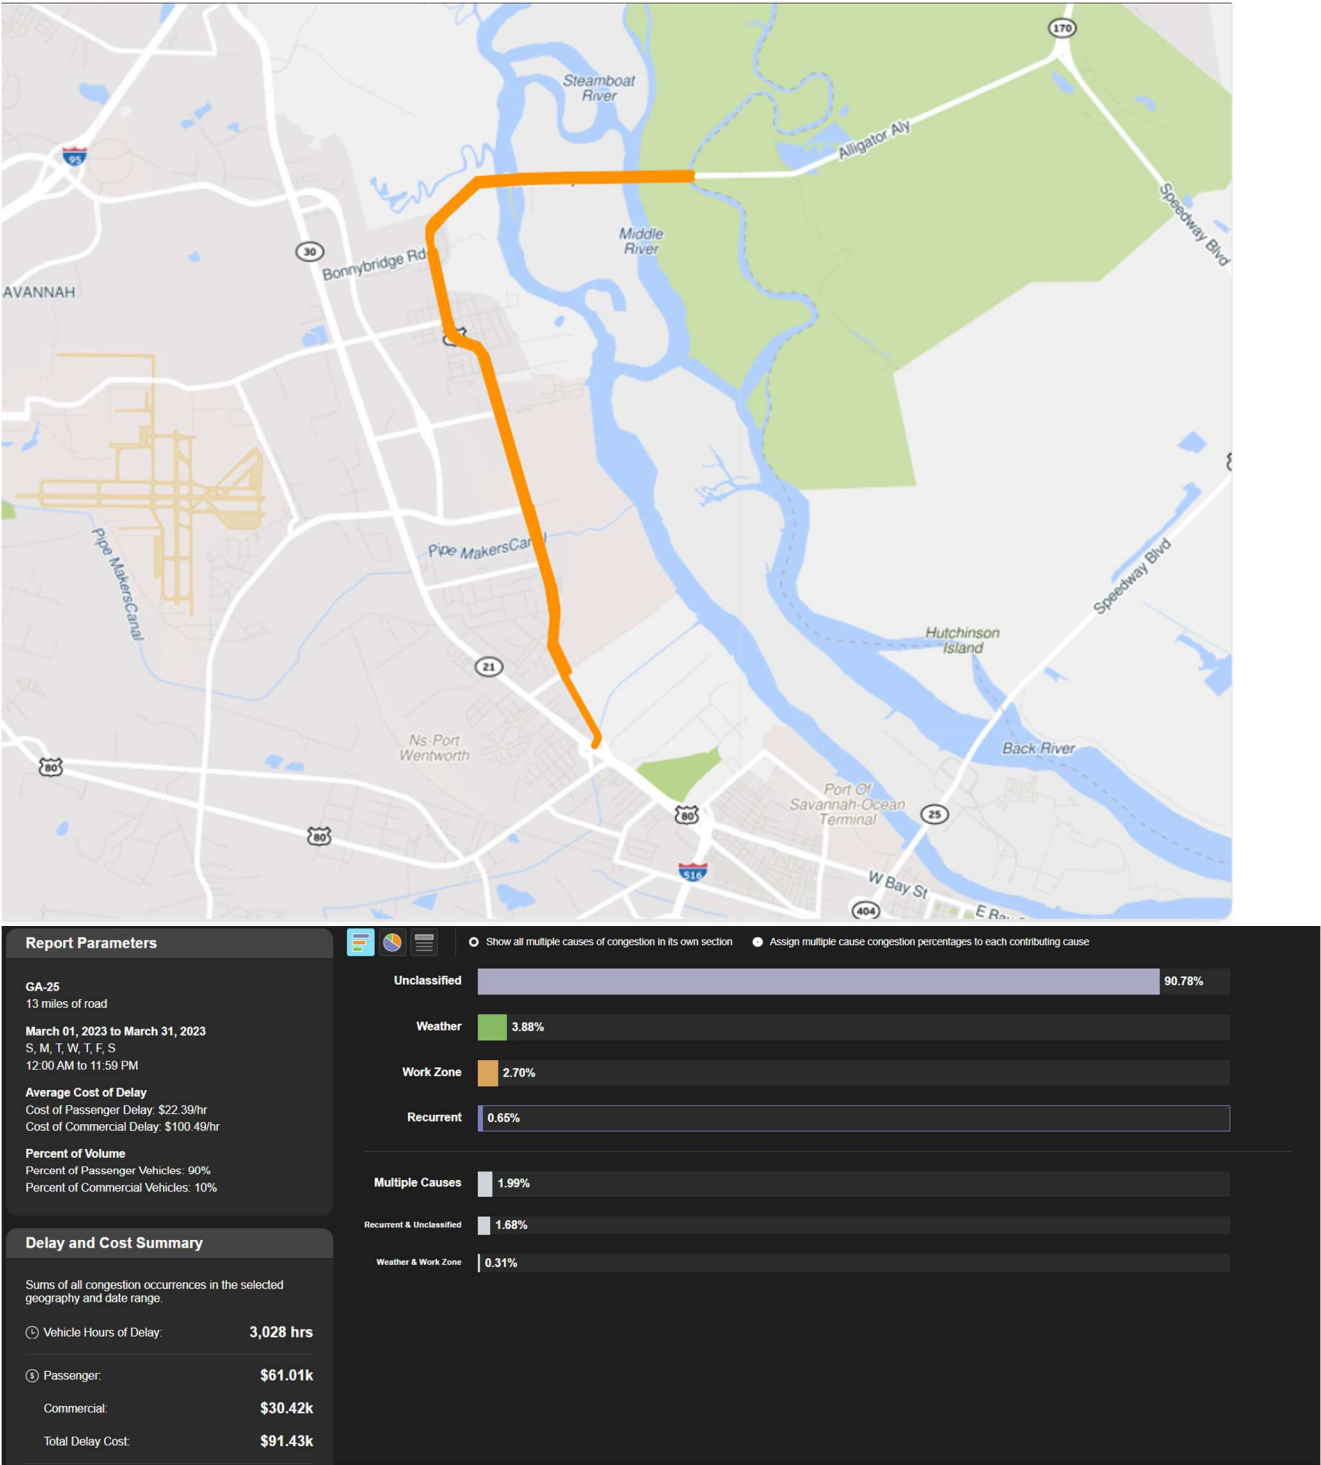 170
Steamboat
River
Alligator Aly
95
Speedway Blvd
Middle
River
30
Bonnybridge Rd
AVANNAH
Pipe MakersCanal
Pipe MakersCa
Speedway Blvd
Hutchinson
Island
21
Ns-Port
Wentworth
Back River
80
Port Of
Savannah-Ocean
Terminal
80
25
80
516
W Bay St
404
E Ba
Report Parameters
GA-25
13 miles of road
March 01, 2023 to March 31, 2023
S, M, T, W, T, F, S
12:00 AM to 11:59 PM
Average Cost of Delay
Cost of Passenger Delay: $22.39/hr
Cost of Commercial Delay: $100.49/hr
Percent of Volume
Percent of Passenger Vehicles: 90%
Percent of Commercial Vehicles: 10%
Delay and Cost Summary
Sums of all congestion occurrences in the selected
geography and date range.
Vehicle Hours of Delay: 3,028 hrs
$ Passenger: $61.01k
Commercial: $30.42k
Total Delay Cost: $91.43k
Show all multiple causes of congestion in its own section
Assign multiple cause congestion percentages to each contributing cause
Unclassified 90.78%
Weather 3.88%
Work Zone 2.70%
Recurrent 0.65%
Multiple Causes 1.99%
Recurrent & Unclassified 1.68%
Weather & Work Zone 0.31%